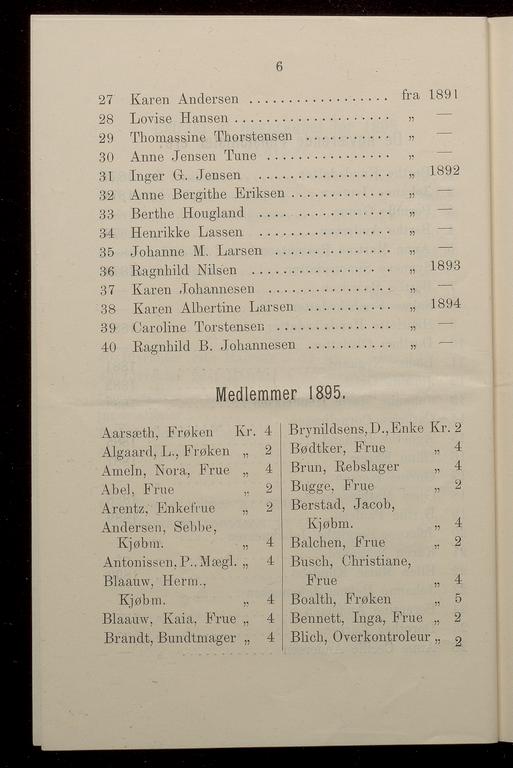 6
27 Karen Andersen . . . . . . . . . . . . . . . . . . fra 1891
28 Lovise Hansen . . . . . . . . . . . . . . . . . . . . „ —
29 Thomassine Thorstensen . . . . . . . . . . . „ —
30 Anne Jensen Tune . . . . . . . . . . . . . . . . „ —
31 Inger G. Jensen . . . . . . . . . . . . . . . . . „ 1892
32 Anne Bergithe Eriksen . . . . . . . . . . . . . „ —
33 Berthe Hougland . . . . . . . . . . . . . . . . . „ —
34 Henrikke Lassen . . . . . . . . . . . . . . . . . „ —
35 Johanne M. Larsen . . . . . . . . . . . . . . . „ —
36 Ragnhild Nilsen . . . . . . . . . . . . . . . . . . „ 1893
37 Karen Johannesen . . . . . . . . . . . . . . . . „ —
38 Karen Albertine Larsen . . . . . . . . . . . „ 1894
39 Caroline Torstensen . . . . . . . . . . . . . . . „ —
40 Ragnhild B. Johannesen . . . . . . . . . . . „ —
Medlemmer 1895.
Aarsæth, Frøken Kr. 4
Algaard, L., Frøken „ 2
Ameln, Nora, Frue „ 4
Abel, Frue „ 2
Arentz, Enkefrue „ 2
Andersen, Sebbe,
Kjøbm. „ 4
Antonissen, P.. Mægl. „ 4
Blaauw, Herm.,
Kjøbm. „ 4
Blaauw, Kaia, Frue „ 4
Brandt, Bundtmager „ 4
Brynildsens, D., Enke Kr. 2
Bødtker, Frue „ 4
Brun, Rebslager „ 4
Bugge, Frue „ 2
Berstad, Jacob,
Kjøbm. „ 4
Balchen, Frue „ 2
Busch, Christiane,
Frue „ 4
Boalth, Frøken „ 5
Bennett, Inga, Frue „ 2
Blich, Overkontroleur „ 2